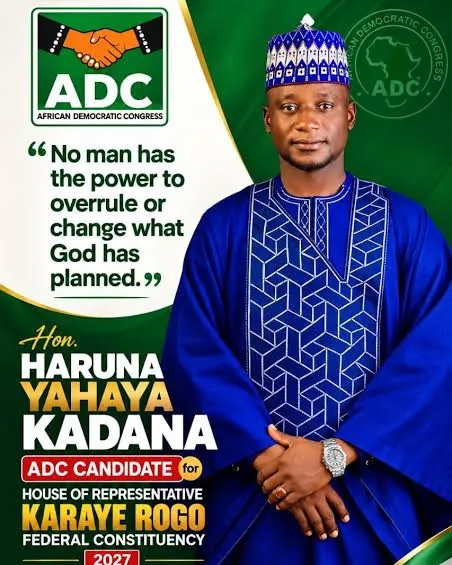 ADC
AFRICAN DEMOCRATIC CONGRESS
“No man has
the power to
overrule or
change what
God has
planned.”
Hon.
HARUNA
YAHAYA
KADANA
ADC CANDIDATE for
HOUSE OF REPRESENTATIVE
KARAYE ROGO
FEDERAL CONSTITUENCY
2027
AFRICAN DEMOCRATIC CONGRESS
ADC